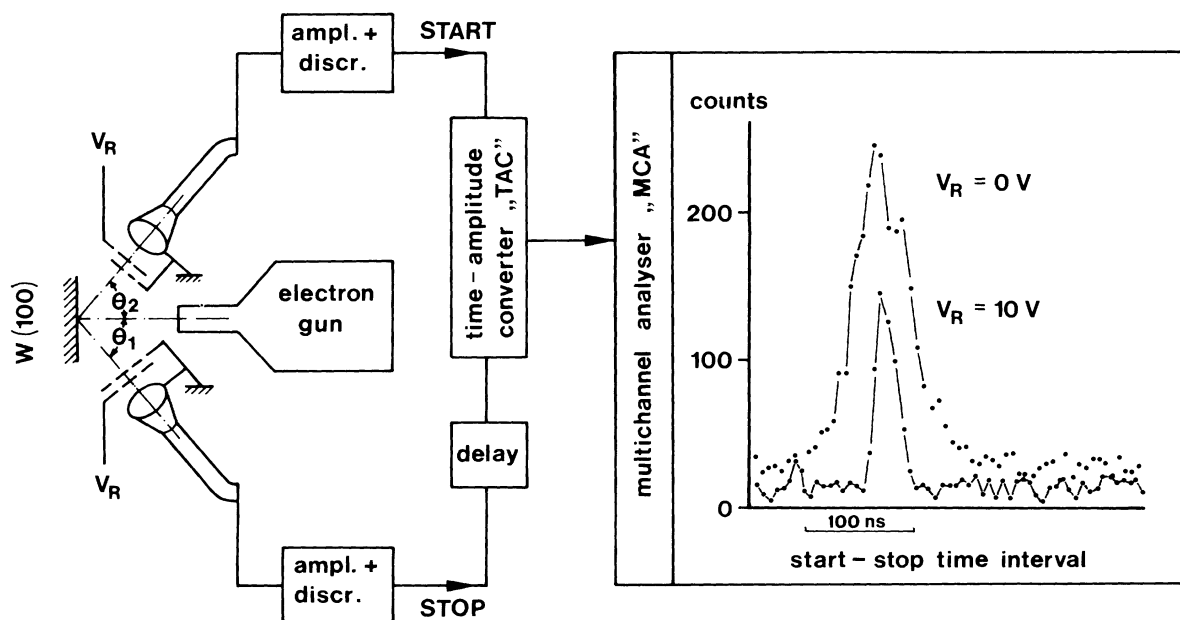 ampl. +
discr.
START
V_R
W (100)
θ2
θ1
electron
gun
V_R
time – amplitude
converter „TAC”
delay
ampl. +
discr.
STOP
multichannel analyser „MCA”
counts
200
100
0
V_R = 0 V
V_R = 10 V
100 ns
start – stop time interval